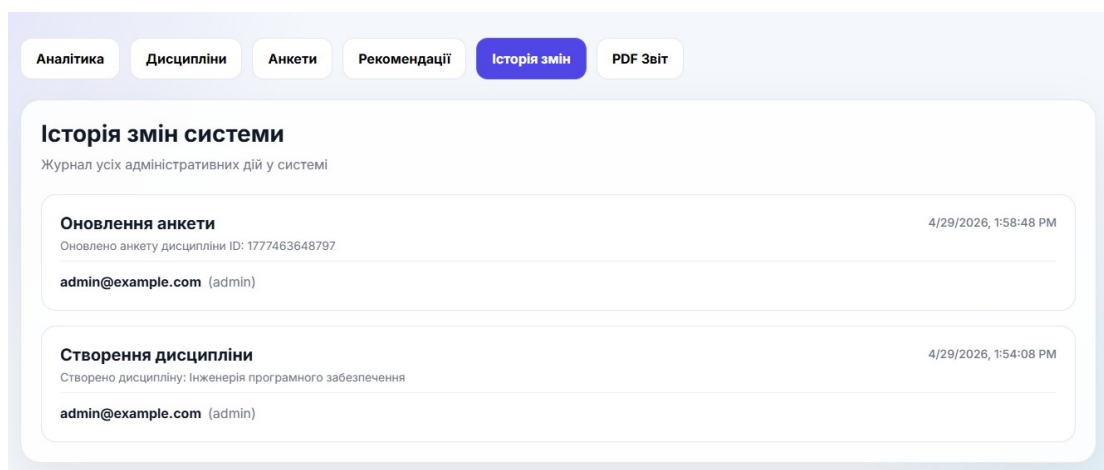 Аналітика Дисципліни Анкети Рекомендації Історія змін PDF Звіт
Історія змін системи
Журнал усіх адміністративних дій у системі
Оновлення анкети 4/29/2026, 1:58:48 PM
Оновлено анкету дисципліни ID: 1777463648797
admin@example.com (admin)
Створення дисципліни 4/29/2026, 1:54:08 PM
Створено дисципліну: Інженерія програмного забезпечення
admin@example.com (admin)